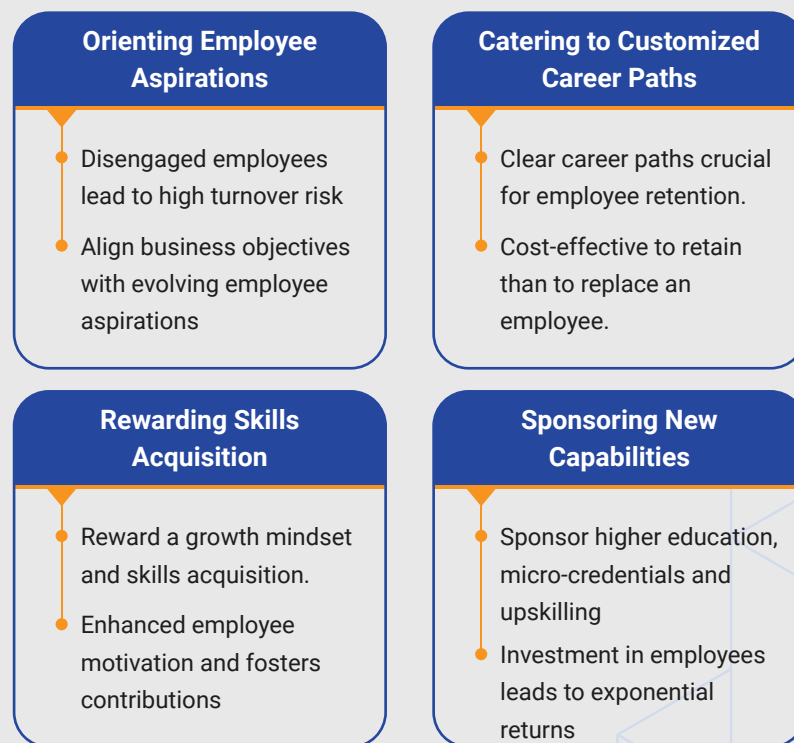 Orienting Employee
Aspirations
Disengaged employees
lead to high turnover risk
Align business objectives
with evolving employee
aspirations
Catering to Customized
Career Paths
Clear career paths crucial
for employee retention.
Cost-effective to retain
than to replace an
employee.
Rewarding Skills
Acquisition
Reward a growth mindset
and skills acquisition.
Enhanced employee
motivation and fosters
contributions
Sponsoring New
Capabilities
Sponsor higher education,
micro-credentials and
upskilling
Investment in employees
leads to exponential
returns